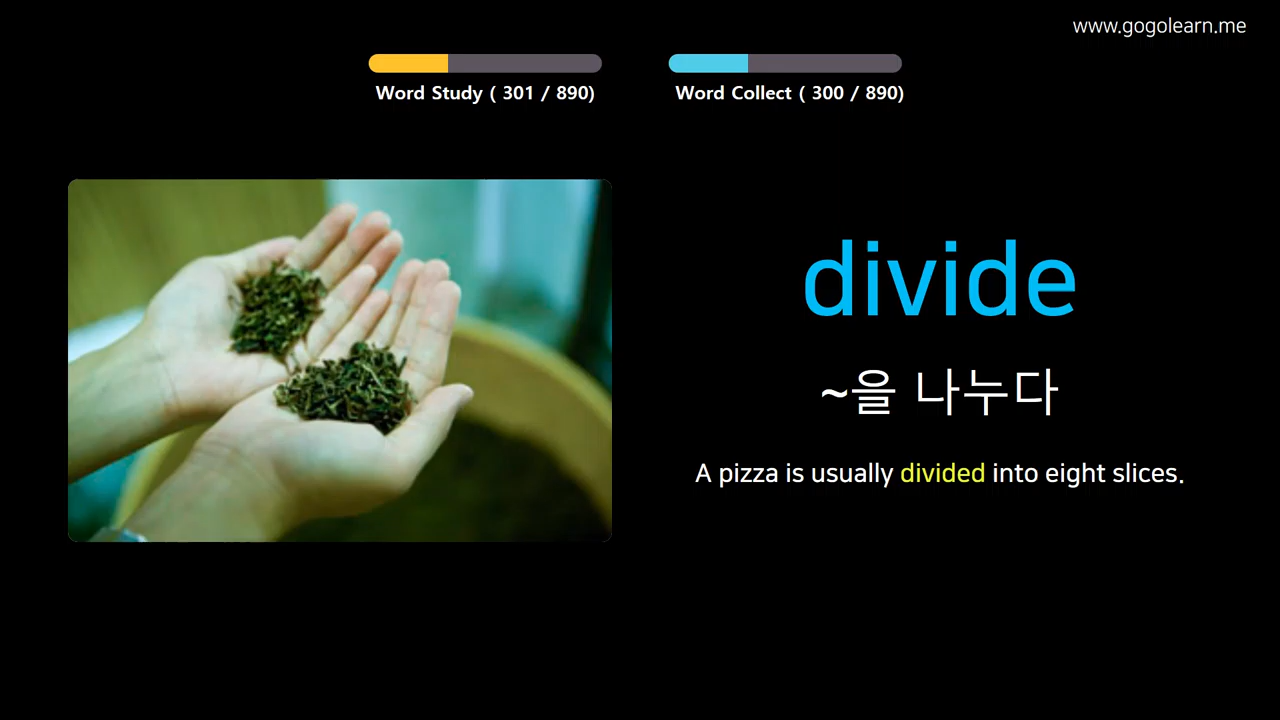 www.gogolearn.me
Word Study ( 301 / 890)
Word Collect ( 300 / 890)
divide
~을 나누다
A pizza is usually divided into eight slices.